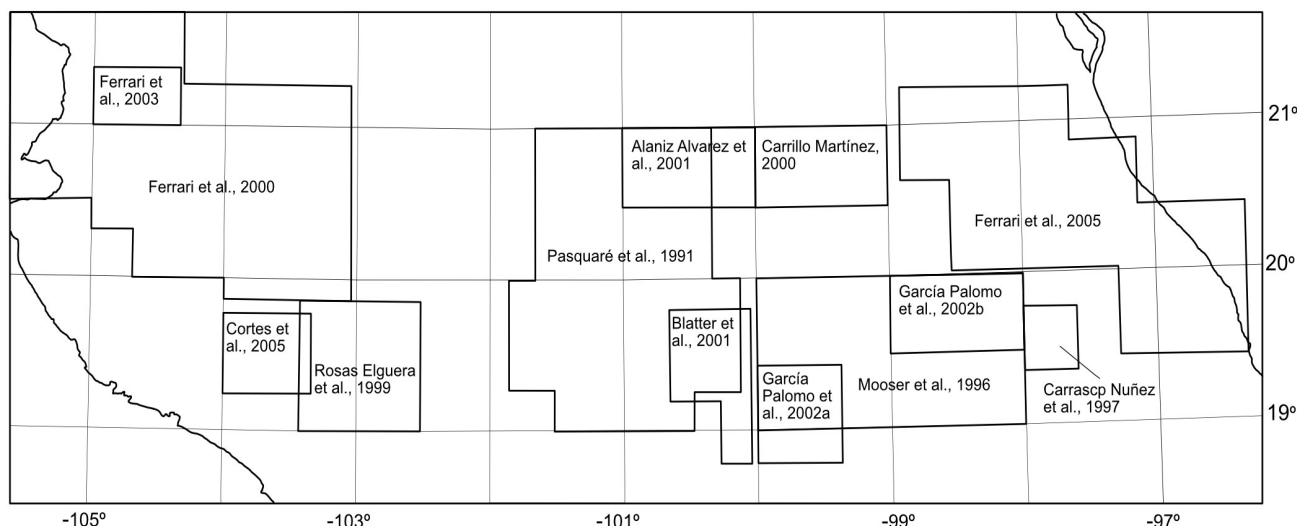 Ferrari et
al., 2003
Ferrari et al., 2000
Alaniz Alvarez et
al., 2001
Carrillo Martínez,
2000
21º
Ferrari et al., 2005
Pasquaré et al., 1991
20º
García Palomo
et al., 2002b
Cortes et
al., 2005
Blatter et
al., 2001
Rosas Elguera
et al., 1999
García
Palomo et
al., 2002a
Mooser et al., 1996
Carrascp Nuñez
et al., 1997
19º
-105º
-103º
-101º
-99º
-97º